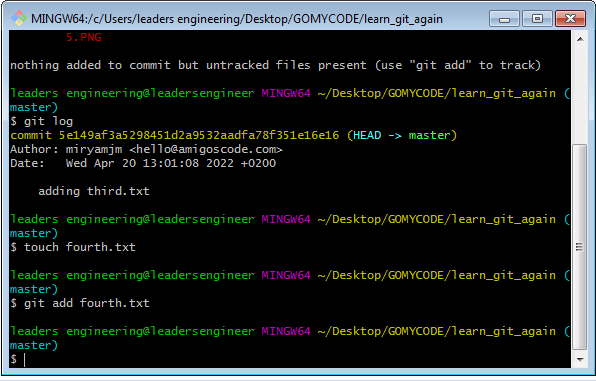 MINGW64:/c/Users/leaders engineering/Desktop/GOMYCODE/learn_git_again
5.PNG
nothing added to commit but untracked files present (use "git add" to track)
leaders engineering@leadersengineer MINGW64 ~/Desktop/GOMYCODE/learn_git_again (
master)
$ git log
commit 5e149af3a5298451d2a9532aadfa78f351e16e16 (HEAD -> master)
Author: miryamjm <hello@amigoscode.com>
Date:   Wed Apr 20 13:01:08 2022 +0200
adding third.txt
leaders engineering@leadersengineer MINGW64 ~/Desktop/GOMYCODE/learn_git_again (
master)
$ touch fourth.txt
leaders engineering@leadersengineer MINGW64 ~/Desktop/GOMYCODE/learn_git_again (
master)
$ git add fourth.txt
leaders engineering@leadersengineer MINGW64 ~/Desktop/GOMYCODE/learn_git_again (
master)
$